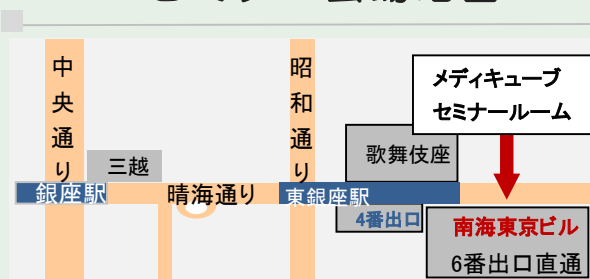 中央通り
昭和通り
メディキューブ
セミナールーム
三越
歌舞伎座
銀座駅
晴海通り
東銀座駅
4番出口
南海東京ビル
6番出口直通